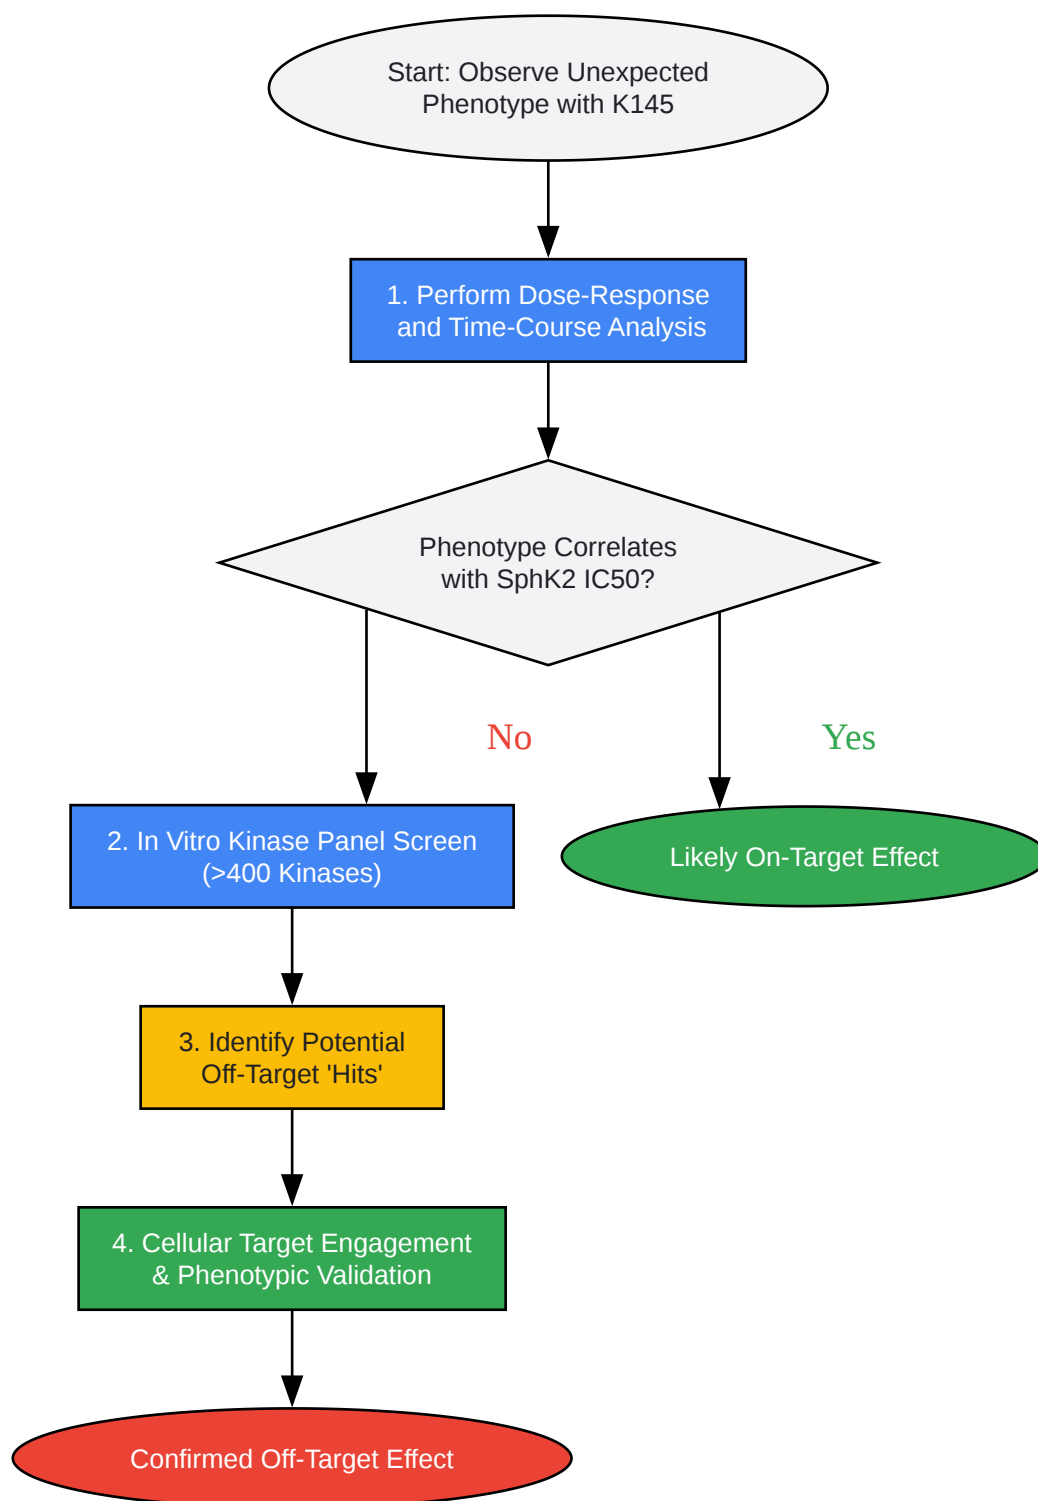 Start: Observe Unexpected
Phenotype with K145
1. Perform Dose-Response
and Time-Course Analysis
Phenotype Correlates
with SphK2 IC50?
No
Yes
2. In Vitro Kinase Panel Screen
(>400 Kinases)
Likely On-Target Effect
3. Identify Potential
Off-Target 'Hits'
4. Cellular Target Engagement
& Phenotypic Validation
Confirmed Off-Target Effect